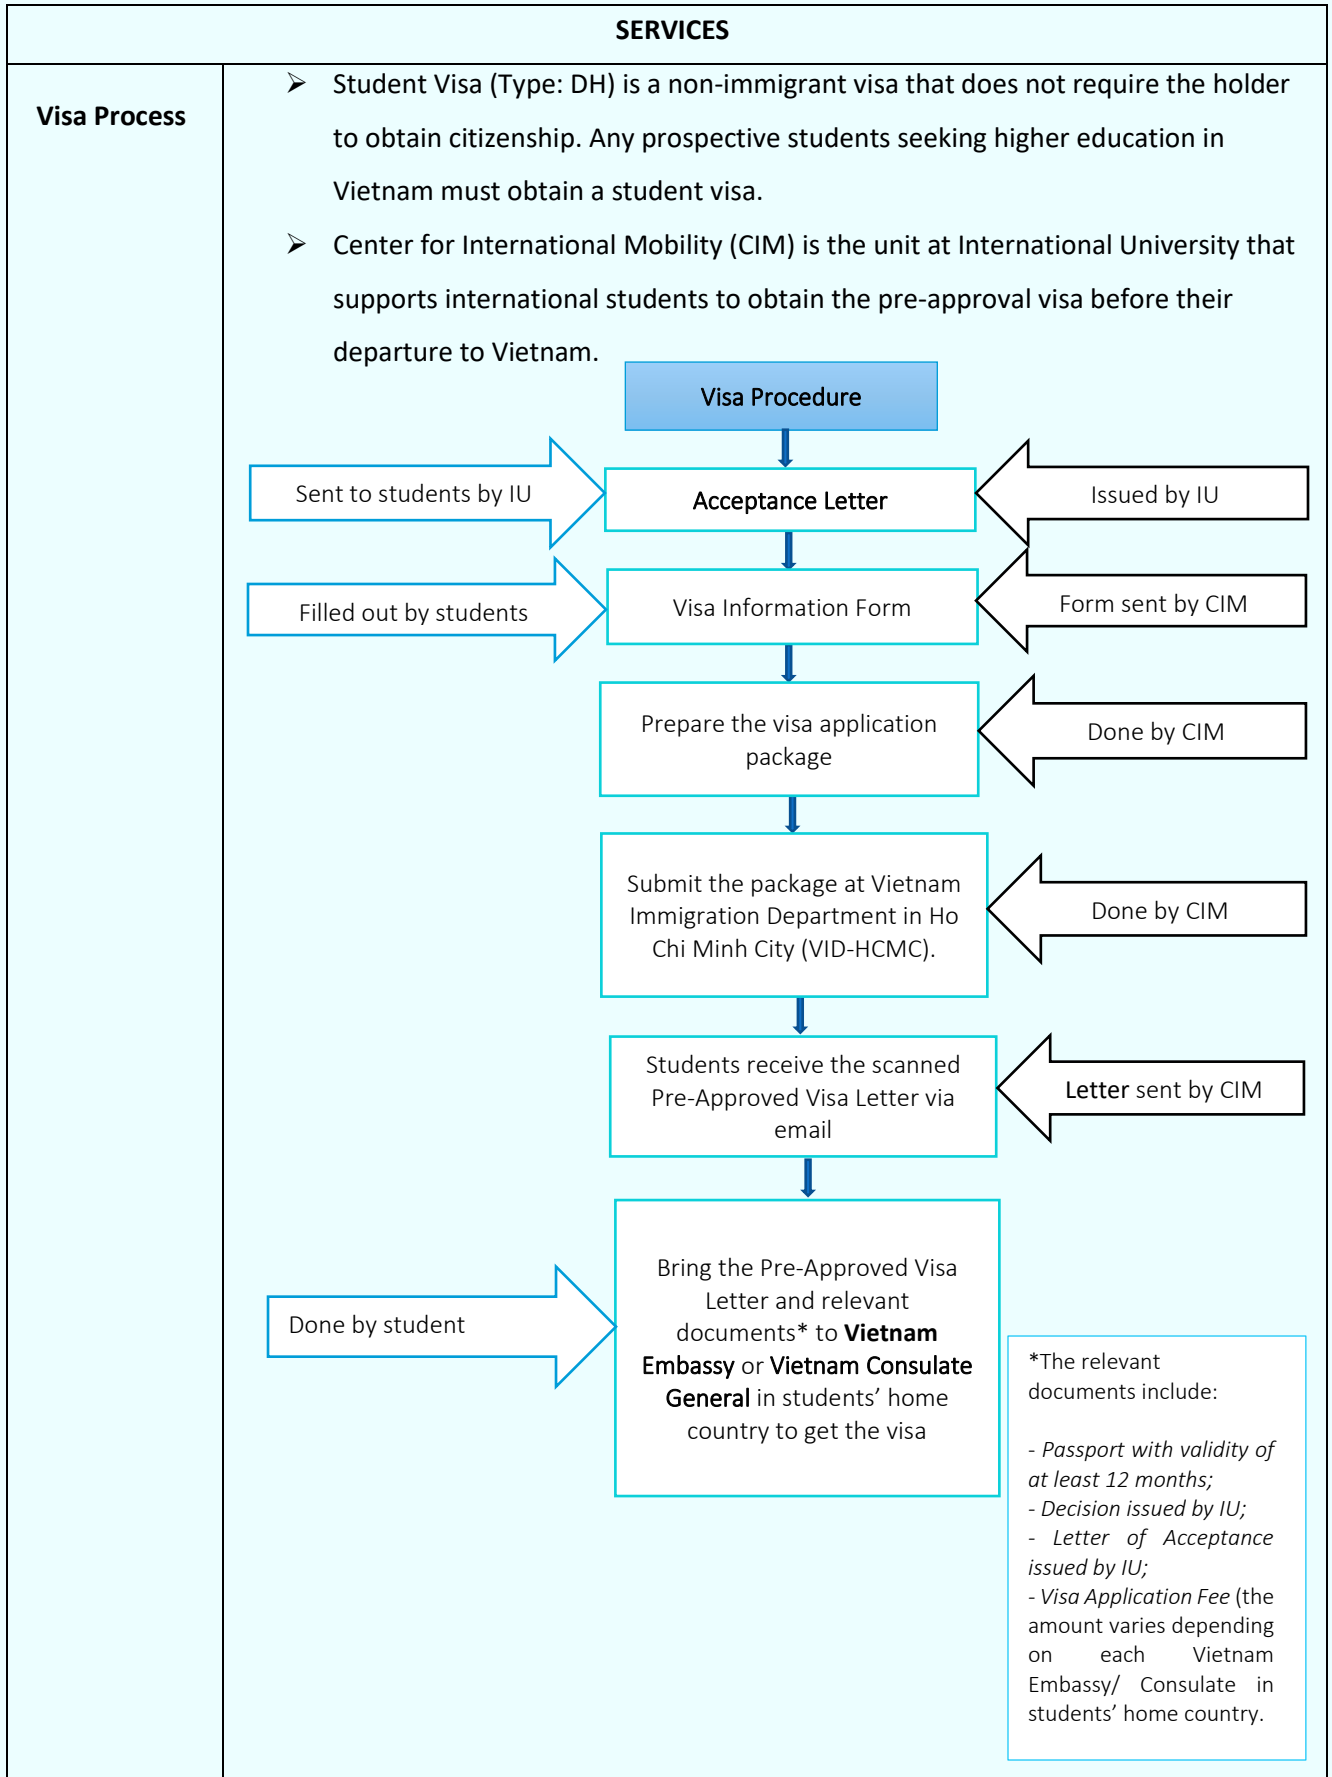 SERVICES
Visa Process
➢ Student Visa (Type: DH) is a non-immigrant visa that does not require the holder
to obtain citizenship. Any prospective students seeking higher education in
Vietnam must obtain a student visa.
➢ Center for International Mobility (CIM) is the unit at International University that
supports international students to obtain the pre-approval visa before their
departure to Vietnam.
Visa Procedure
Sent to students by IU
Acceptance Letter
Issued by IU
Filled out by students
Visa Information Form
Form sent by CIM
Prepare the visa application
package
Done by CIM
Submit the package at Vietnam
Immigration Department in Ho
Chi Minh City (VID-HCMC).
Done by CIM
Students receive the scanned
Pre-Approved Visa Letter via
email
Letter sent by CIM
Done by student
Bring the Pre-Approved Visa
Letter and relevant
documents* to Vietnam
Embassy or Vietnam Consulate
General in students’ home
country to get the visa
*The relevant
documents include:
- Passport with validity of
at least 12 months;
- Decision issued by IU;
- Letter of Acceptance
issued by IU;
- Visa Application Fee (the
amount varies depending
on each Vietnam
Embassy/ Consulate in
students’ home country.